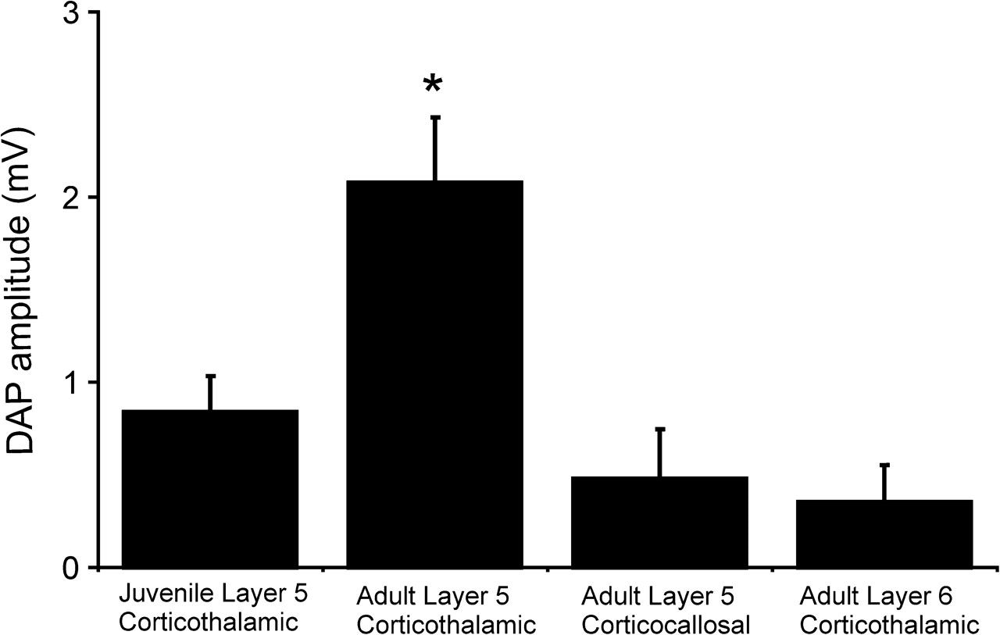 3
*
2
1
0
DAP amplitude (mV)
Juvenile Layer 5
Corticothalamic
Adult Layer 5
Corticothalamic
Adult Layer 5
Corticocallosal
Adult Layer 6
Corticothalamic